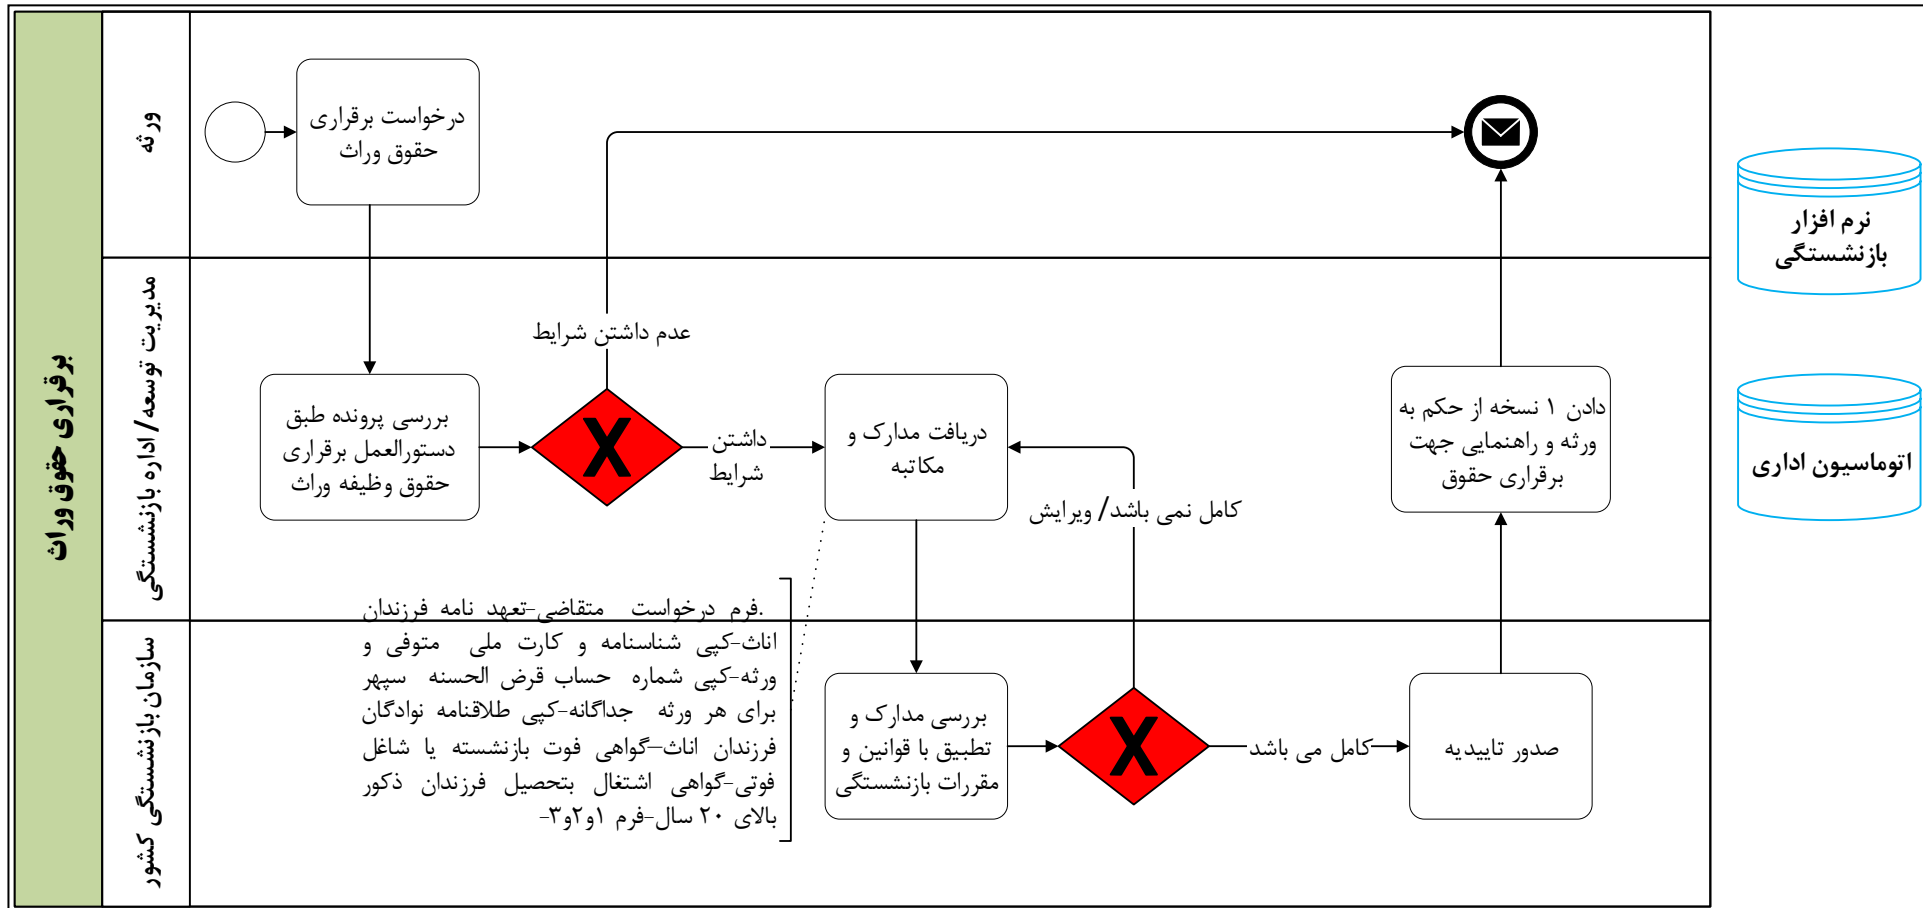 برقراری حقوق وراث
ورثه
مدیریت توسعه/ اداره بازنشستگی
سازمان بازنشستگی کشور
درخواست برقراری
حقوق وراث
بررسی پرونده طبق
دستورالعمل برقراری
حقوق وظیفه وراث
X
عدم داشتن شرایط
داشتن
شرایط
دریافت مدارک و
مکاتبه
.فرم درخواست متقاضی-تعهد نامه فرزندان
اناث-کپی شناسنامه و کارت ملی متوفی و
ورثه-کپی شماره حساب قرض الحسنه سپهر
برای هر ورثه جداگانه-کپی طلاقنامه نوادگان
فرزندان اناث–گواهی فوت بازنشسته یا شاغل
فوتی-گواهی اشتغال بتحصیل فرزندان ذکور
بالای ۲۰ سال-فرم ۱و۲و۳-
بررسی مدارک و
تطبیق با قوانین و
مقررات بازنشستگی
X
کامل نمی باشد/ ویرایش
کامل می باشد
صدور تاییدیه
دادن ۱ نسخه از حکم به
ورثه و راهنمایی جهت
برقراری حقوق
نرم افزار
بازنشستگی
اتوماسیون اداری